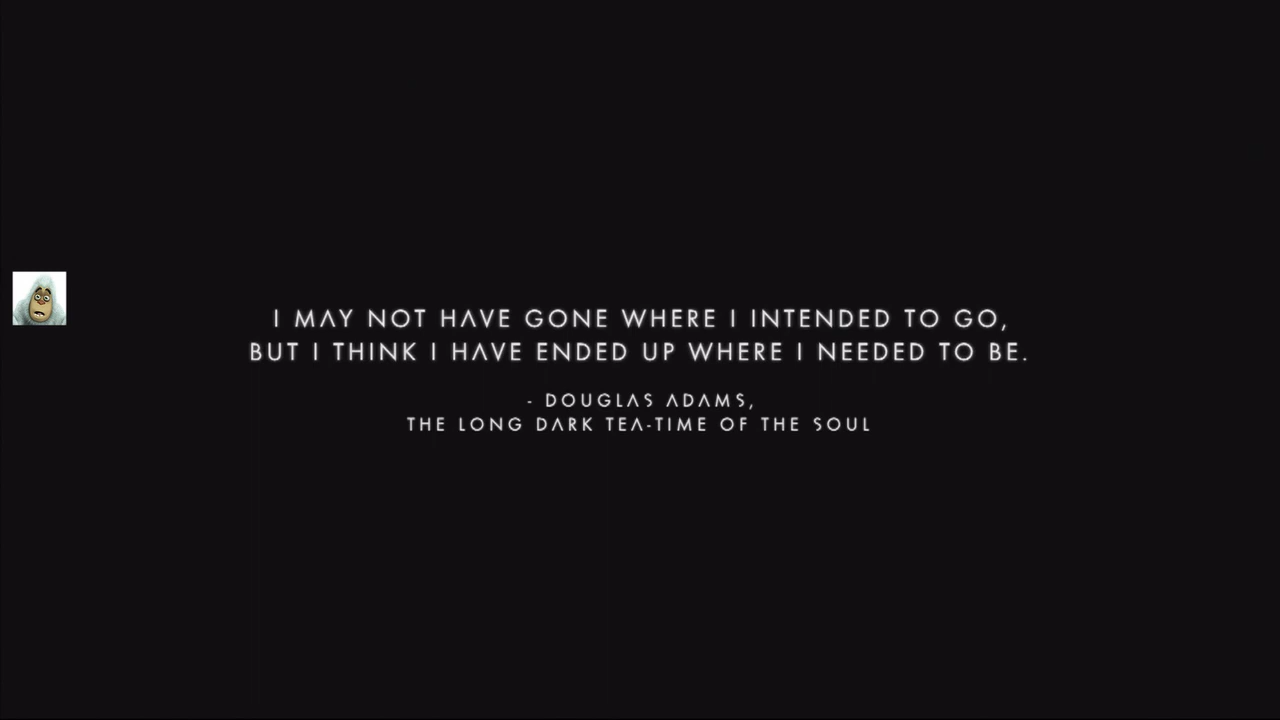 I MAY NOT HAVE GONE WHERE I INTENDED TO GO,
BUT I THINK I HAVE ENDED UP WHERE I NEEDED TO BE.
- DOUGLAS ADAMS,
THE LONG DARK TEA-TIME OF THE SOUL